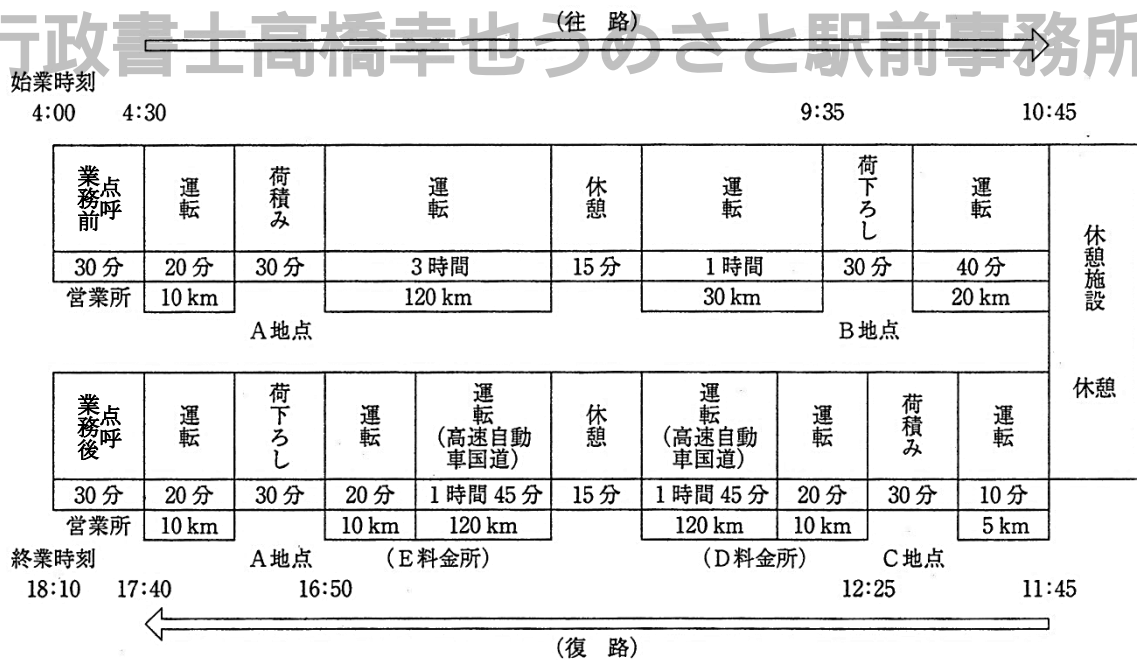 行政書士高橋幸也うめさと駅前事務所
(往 路)
始業時刻
4:00 4:30 9:35 10:45
業務前点呼 運転 荷積み 運転 休憩 運転 荷下ろし 運転
30分 20分 30分 3時間 15分 1時間 30分 40分
営業所 10 km 120 km 30 km 20 km
A地点 B地点
休憩施設
休憩
業務後点呼 運転 荷下ろし 運転 運転(高速自動車国道) 休憩 運転(高速自動車国道) 運転 荷積み 運転
30分 20分 30分 20分 1時間45分 15分 1時間45分 20分 30分 10分
営業所 10 km 10 km 120 km 120 km 10 km 5 km
終業時刻 A地点 (E料金所) (D料金所) C地点
18:10 17:40 16:50 12:25 11:45
(復 路)